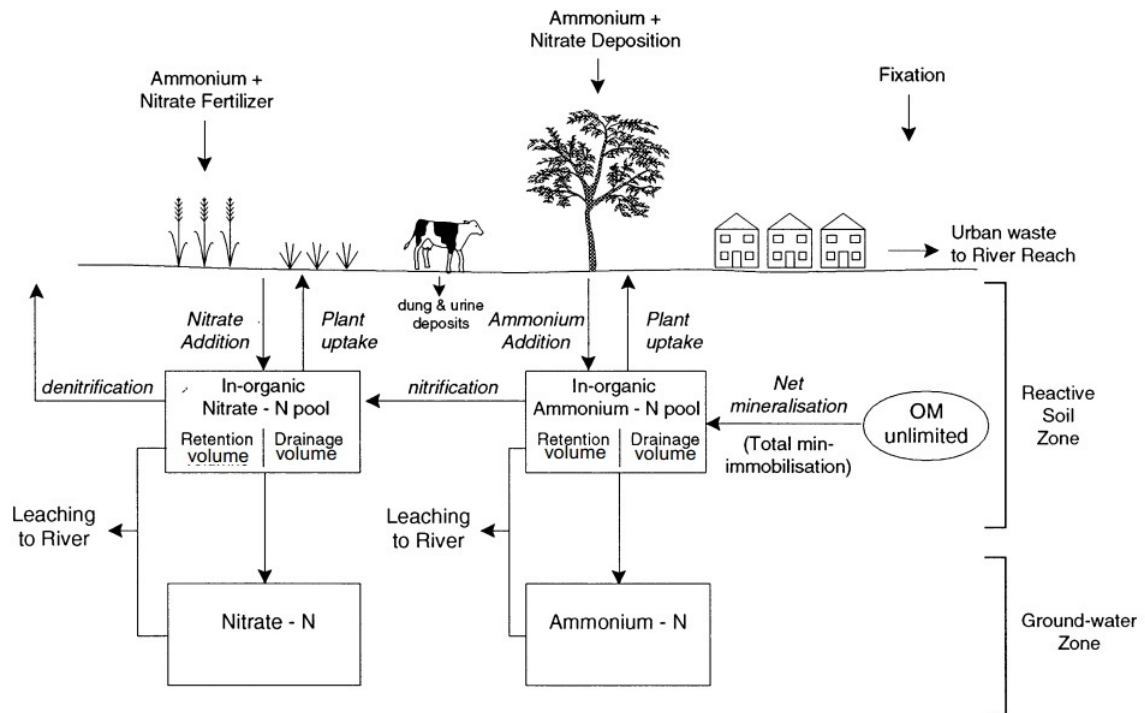 Ammonium +
Nitrate Deposition
Ammonium +
Nitrate Fertilizer
Fixation
Urban waste
to River Reach
dung & urine
deposits
Nitrate
Addition
Plant
uptake
Ammonium
Addition
Plant
uptake
denitrification
In-organic
Nitrate - N pool
Retention
volume
Drainage
volume
nitrification
In-organic
Ammonium - N pool
Retention
volume
Drainage
volume
Net
mineralisation
(Total min-
immobilisation)
OM
unlimited
Reactive
Soil
Zone
Leaching
to River
Leaching
to River
Nitrate - N
Ammonium - N
Ground-water
Zone